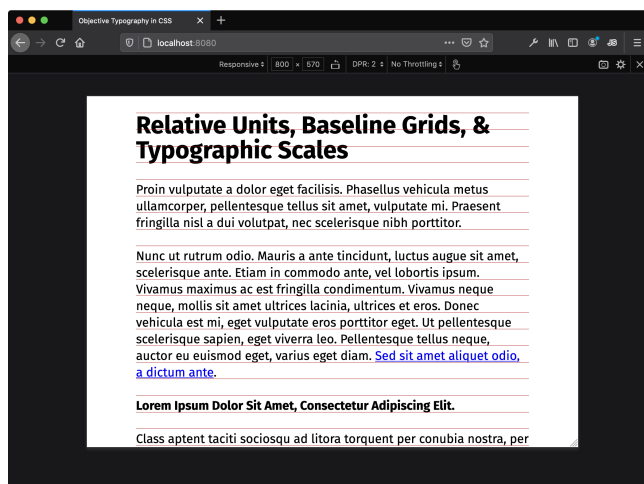 Objective Typography in CSS
localhost:8080
Responsive 800 × 570 DPR: 2 No Throttling
Relative Units, Baseline Grids, &
Typographic Scales
Proin vulputate a dolor eget facilisis. Phasellus vehicula metus
ullamcorper, pellentesque tellus sit amet, vulputate mi. Praesent
fringilla nisl a dui volutpat, nec scelerisque nibh porttitor.
Nunc ut rutrum odio. Mauris a ante tincidunt, luctus augue sit amet,
scelerisque ante. Etiam in commodo ante, vel lobortis ipsum.
Vivamus maximus ac est fringilla condimentum. Vivamus neque
neque, mollis sit amet ultrices lacinia, ultrices et eros. Donec
vehicula est mi, eget vulputate eros porttitor eget. Ut pellentesque
scelerisque sapien, eget viverra leo. Pellentesque tellus neque,
auctor eu euismod eget, varius eget diam. Sed sit amet aliquet odio,
a dictum ante.
Lorem Ipsum Dolor Sit Amet, Consectetur Adipiscing Elit.
Class aptent taciti sociosqu ad litora torquent per conubia nostra, per